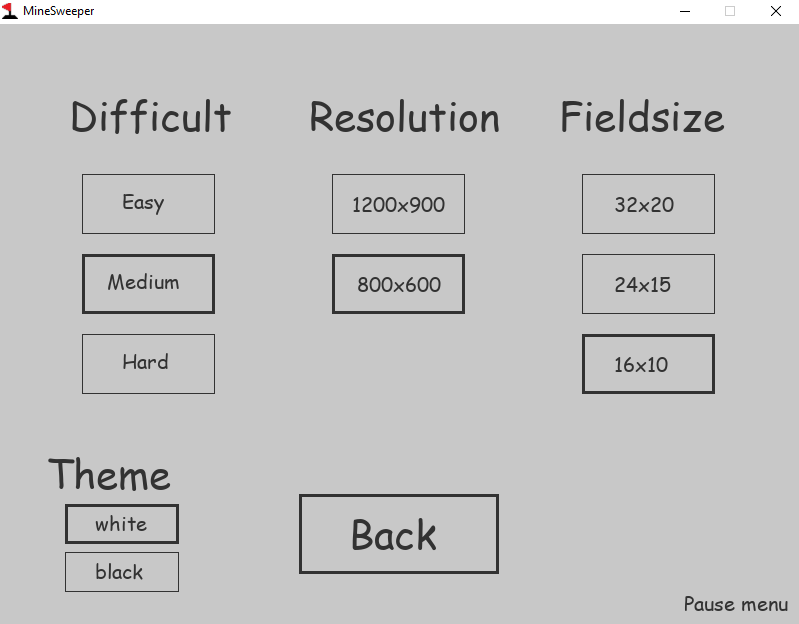 MineSweeper
Difficult Resolution Fieldsize
Easy 1200x900 32x20
Medium 800x600 24x15
Hard 16x10
Theme
white
Back
black
Pause menu